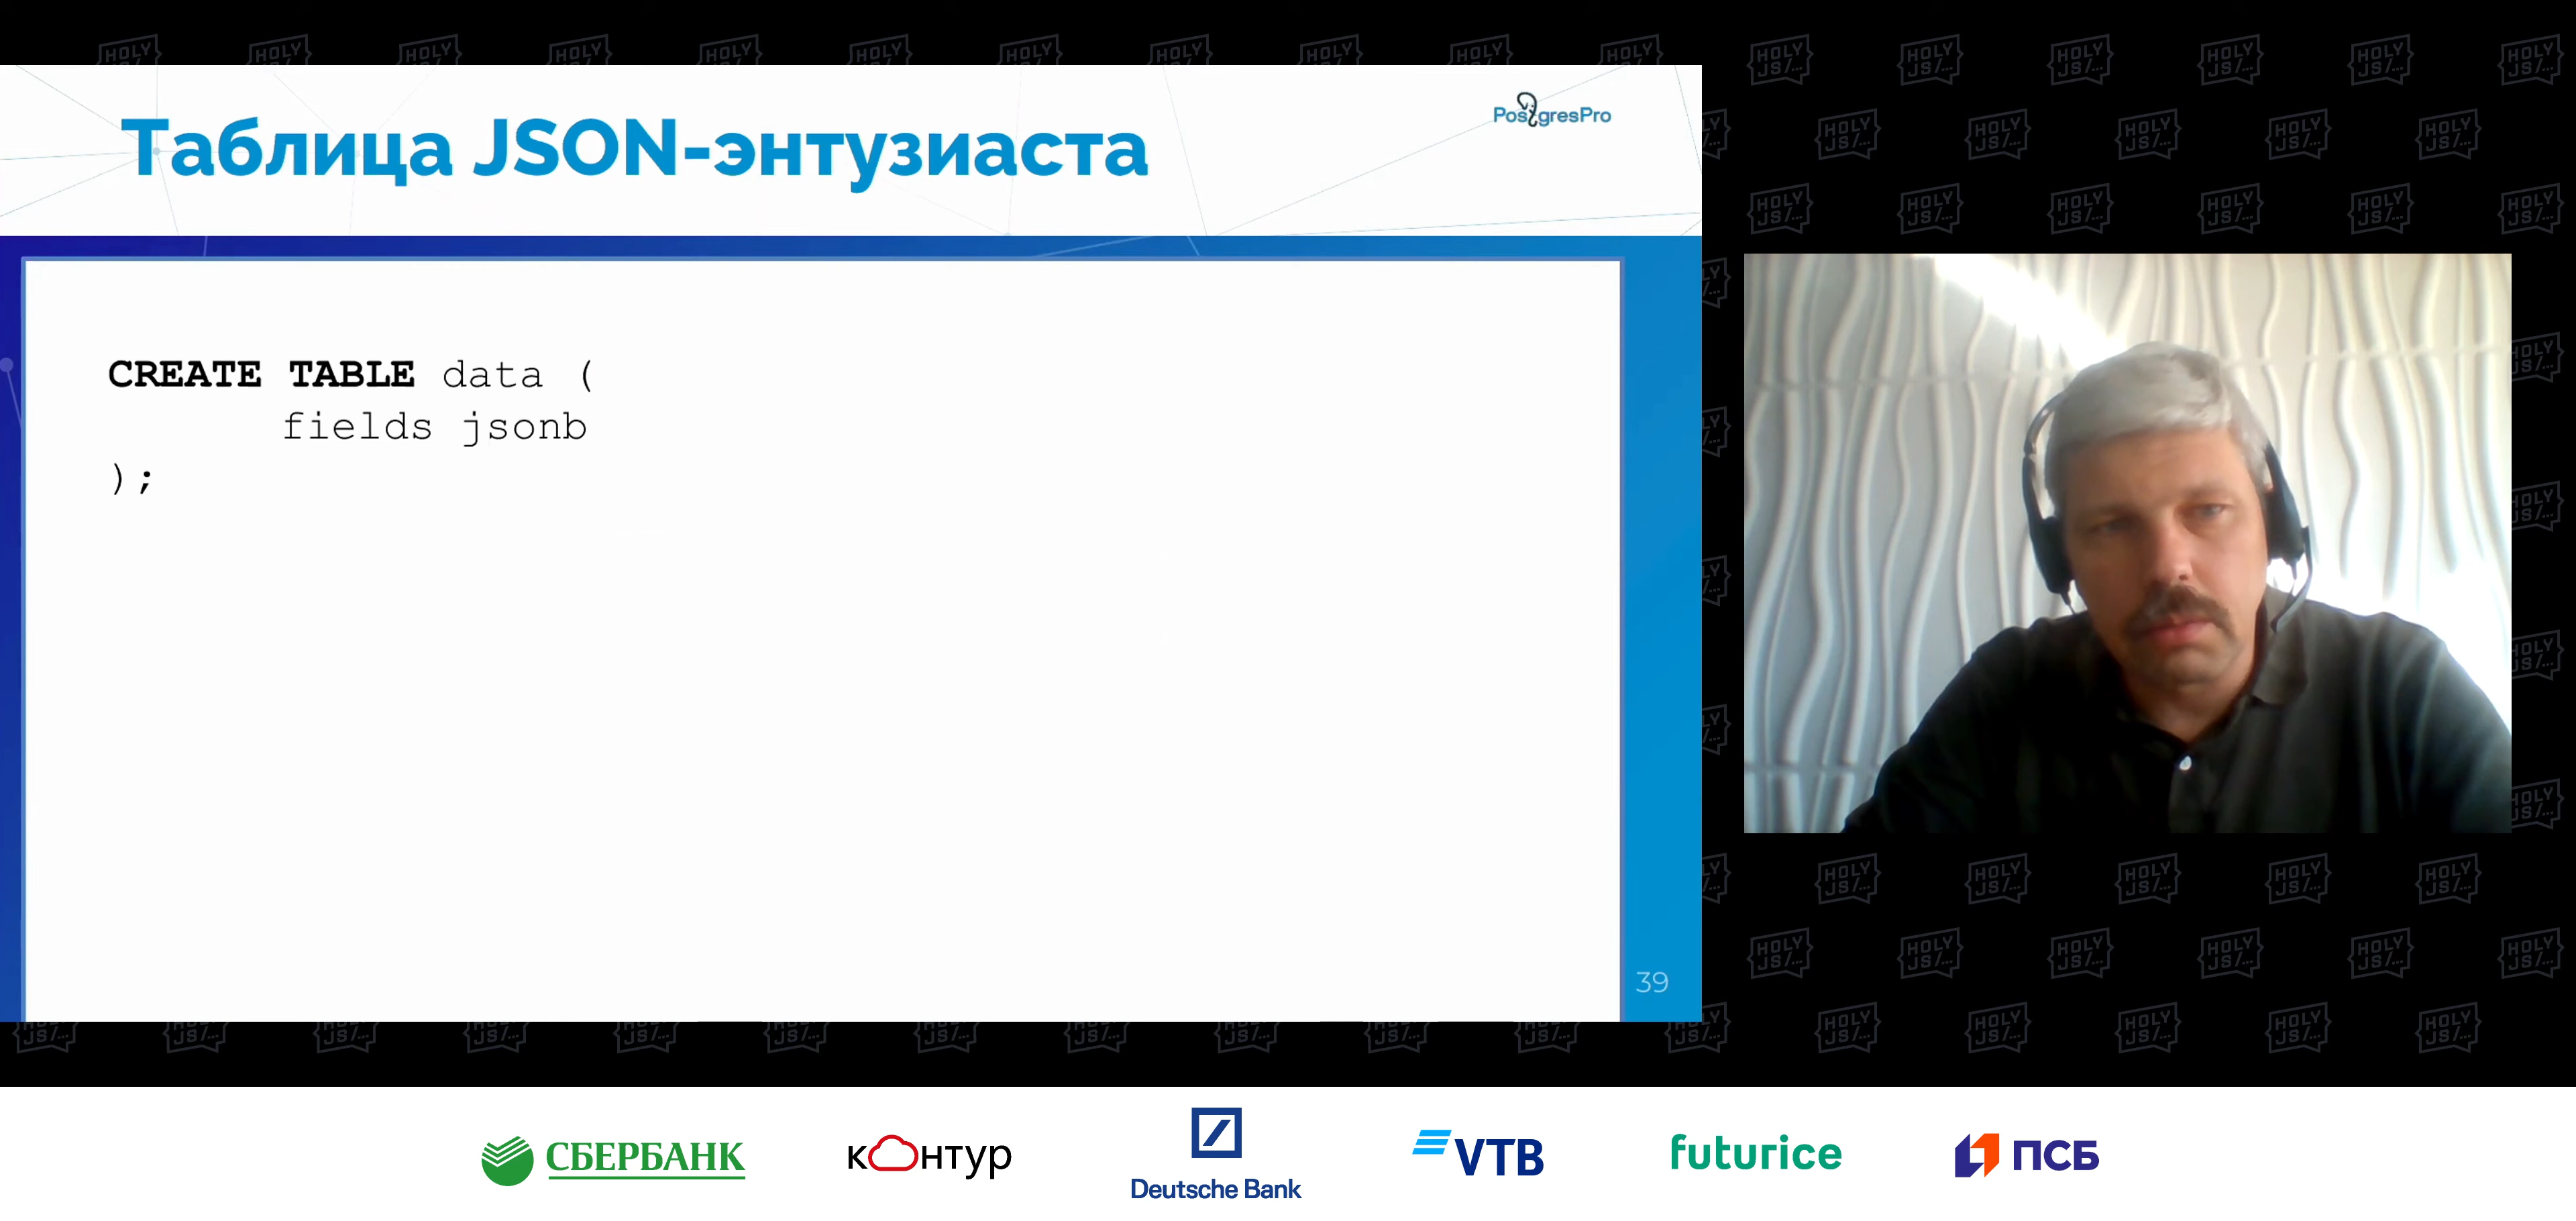 Таблица JSON-энтузиаста
PostgresPro
CREATE TABLE data (
fields jsonb
);
39
HOLY
JS/...
СБЕРБАНК
контур
Deutsche Bank
VTB
futurice
ПСБ